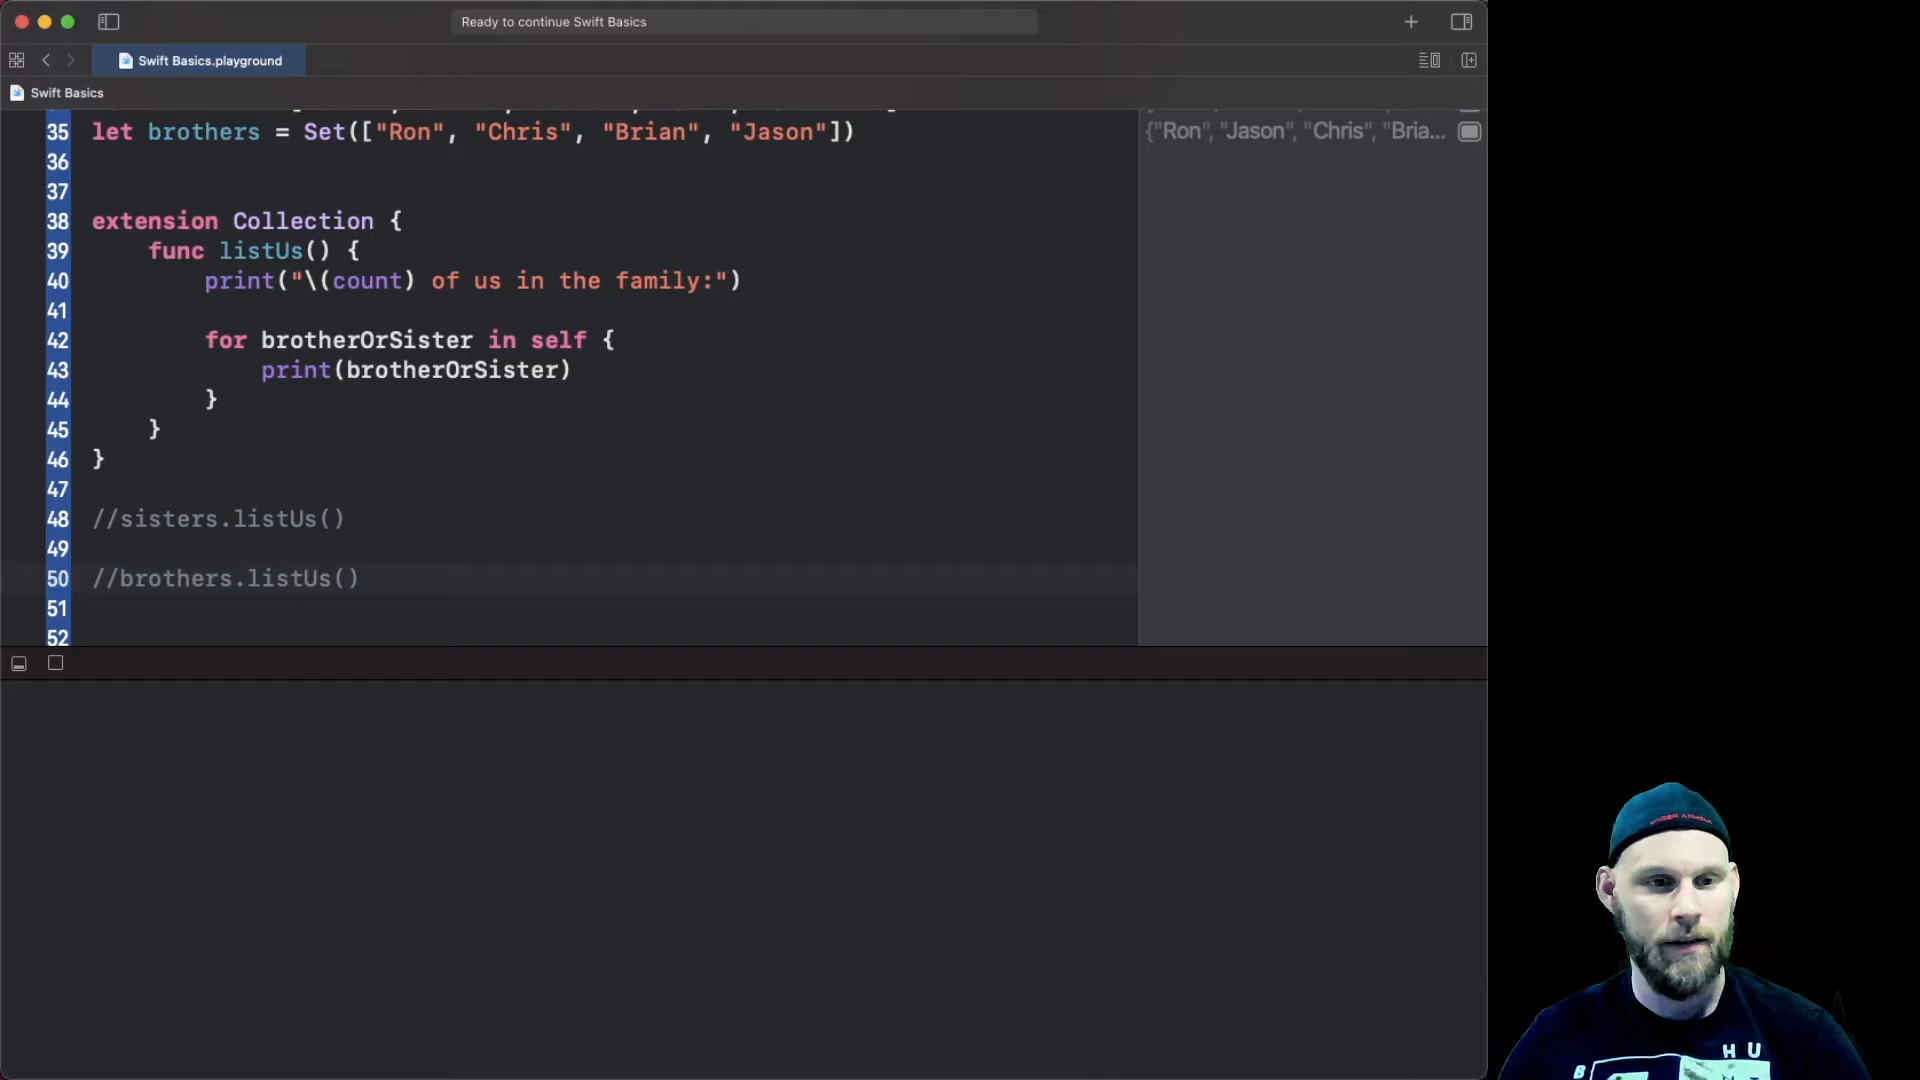 Ready to continue Swift Basics
Swift Basics.playground
Swift Basics
35 let brothers = Set(["Ron", "Chris", "Brian", "Jason"])
{"Ron", "Jason", "Chris", "Bria...
36
37
38 extension Collection {
39 func listUs() {
40 print("\(count) of us in the family:")
41
42 for brotherOrSister in self {
43 print(brotherOrSister)
44 }
45 }
46 }
47
48 //sisters.listUs()
49
50 //brothers.listUs()
51
52
UNDER ARMOUR
H U
B